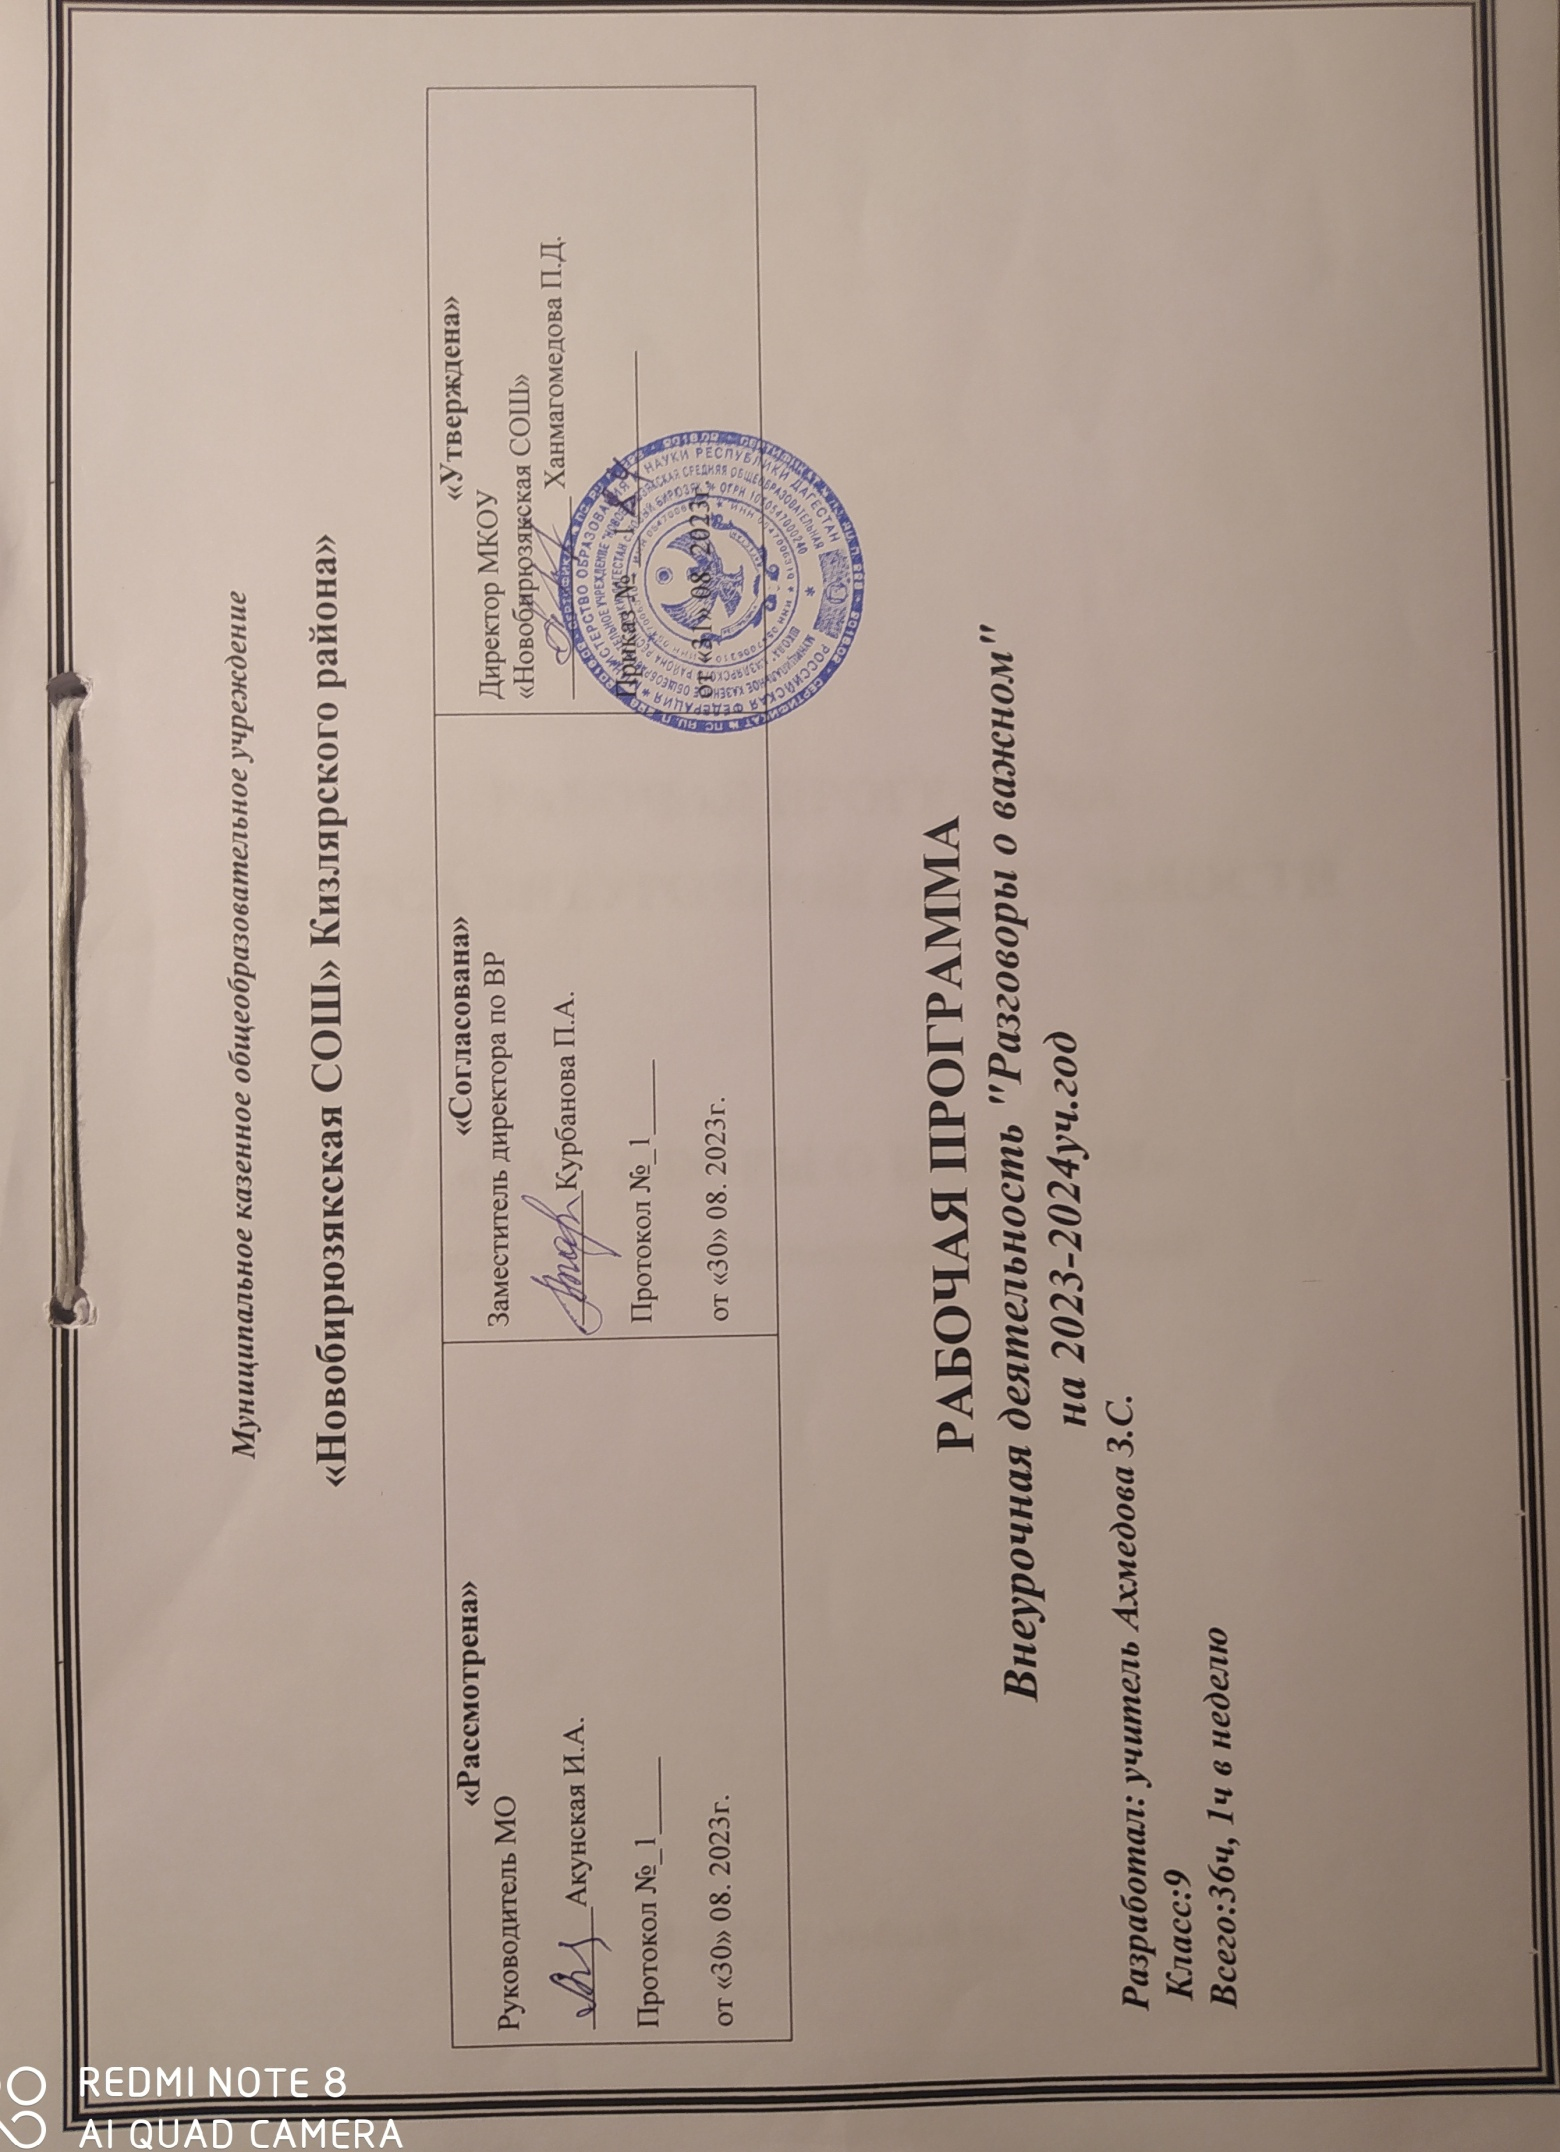 Муниципальное казенное общеобразовательное учреждение
«Новобирюзякская СОШ» Кизлярского района»
«Рассмотрена»
Руководитель МО
Акунская И.А.
Протокол №_1____
от «30» 08. 2023г.
«Согласована»
Заместитель директора по ВР
Курбанова П.А.
Протокол №_1____
от «30» 08. 2023г.
«Утверждена»
Директор МКОУ
«Новобирюзякская СОШ»
Ханмагомедова П.Д.
Приказ №
от «31» 08. 2023г
РАБОЧАЯ ПРОГРАММА
Внеурочная деятельность "Разговоры о важном"
на 2023-2024уч.год
Разработал: учитель Ахмедова З.С.
Класс:9
Всего:36ч, 1ч в неделю
REDMI NOTE 8
AI QUAD CAMERA